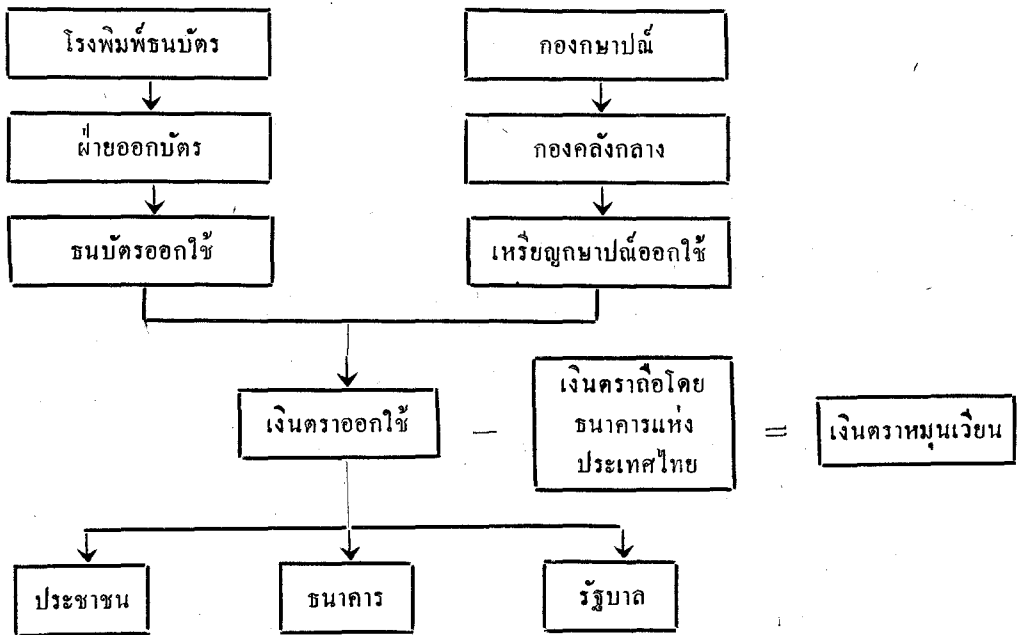 โรงพิมพ์ธนบัตร
กองกษาปณ์
ฝ่ายออกบัตร
กองคลังกลาง
ธนบัตรออกใช้
เหรียญกษาปณ์ออกใช้
เงินตราออกใช้
—
เงินตราถือโดย
ธนาคารแห่ง
ประเทศไทย
=
เงินตราหมุนเวียน
ประชาชน
ธนาคาร
รัฐบาล